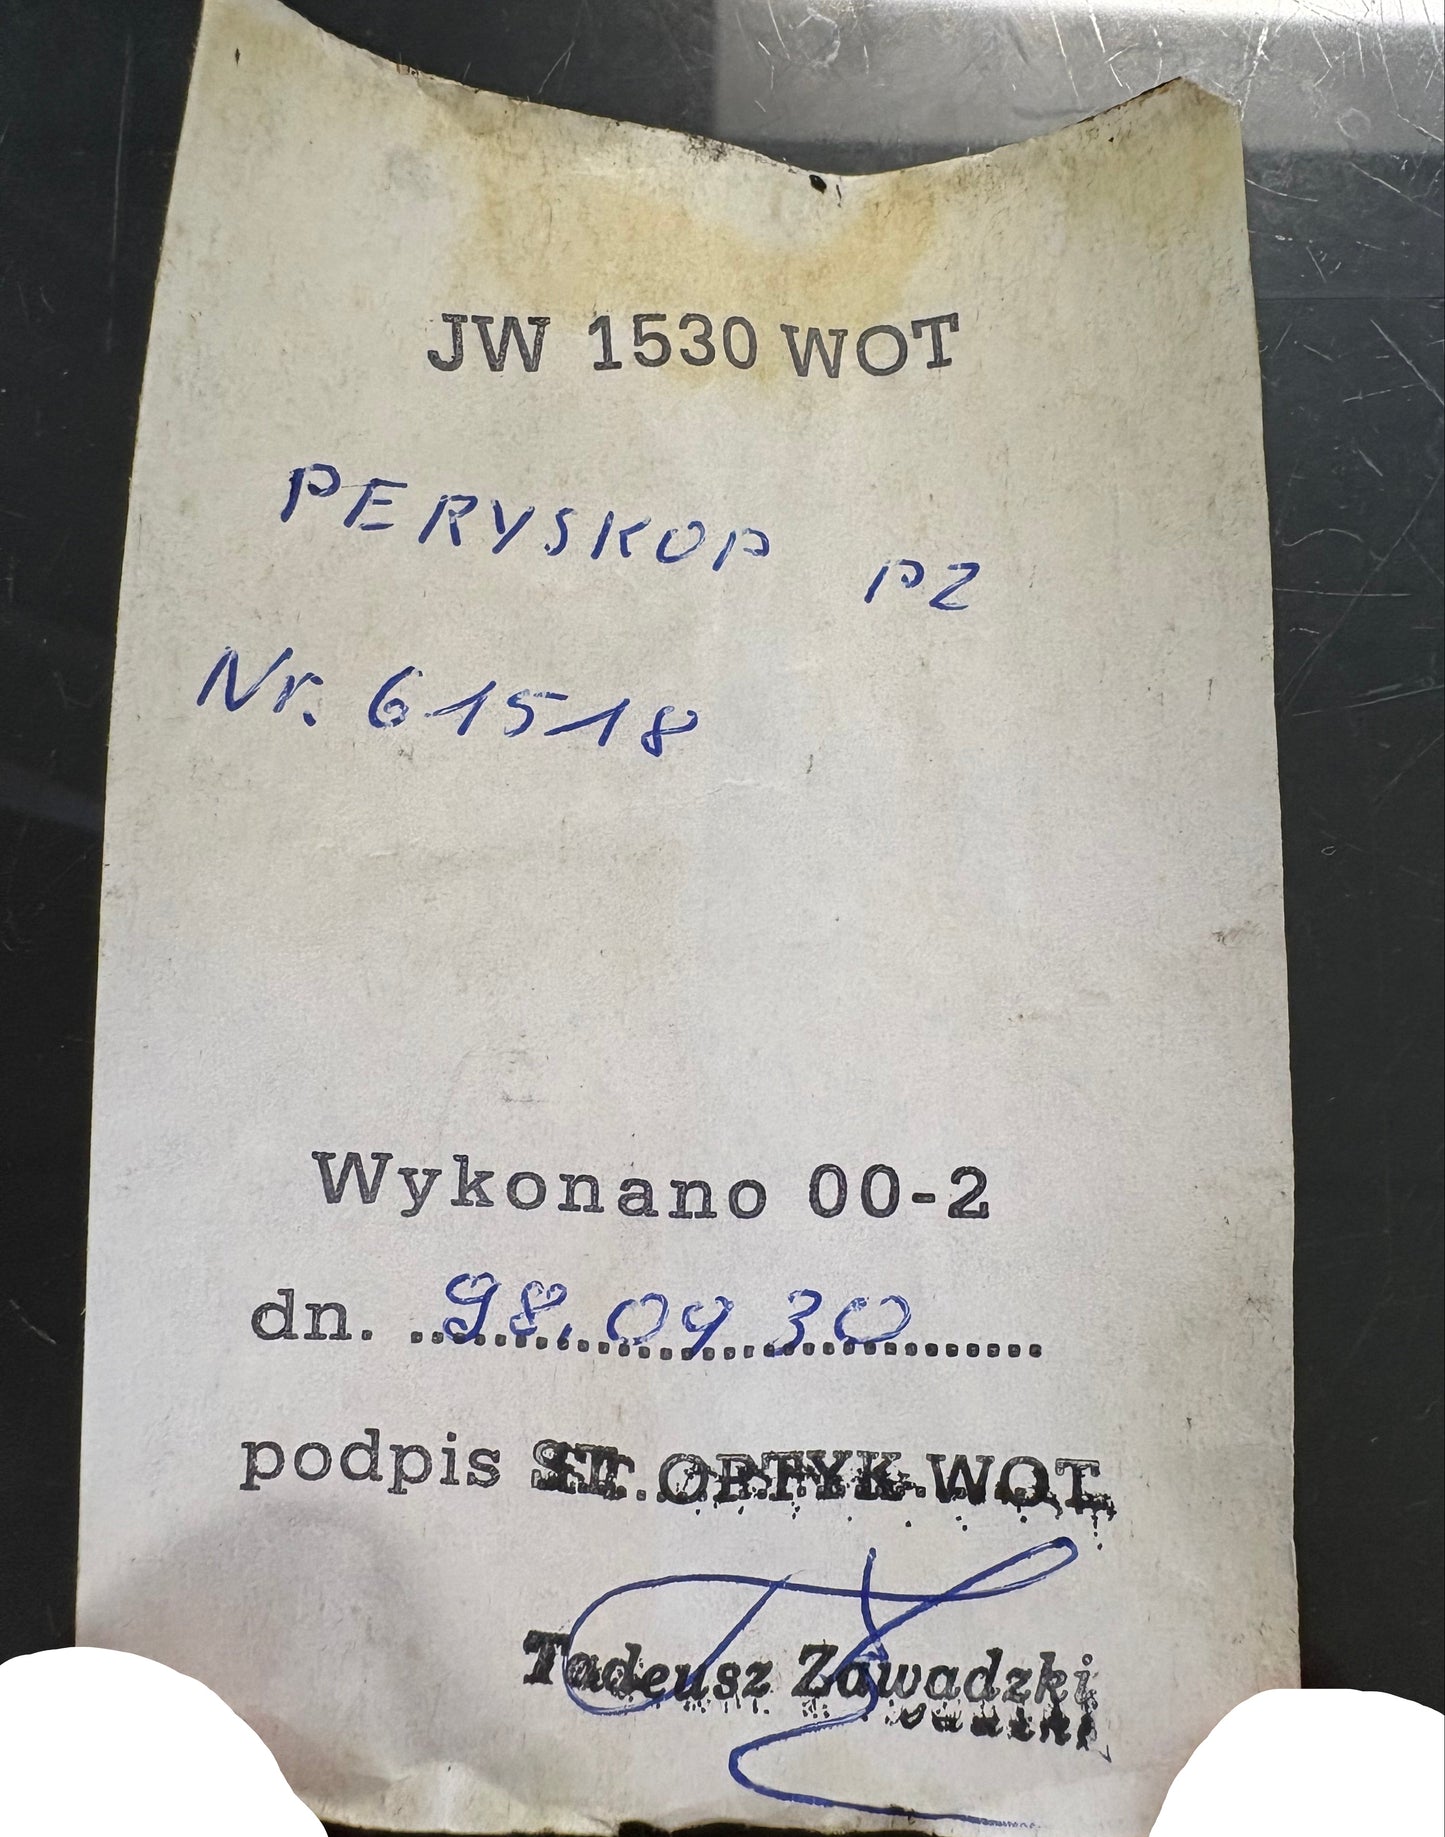 JW 1530 WOT
PERYSKOP PZ
Nr. 61518
Wykonano 00-2
dn. 98.09 30
podpis ST. OPTYK WOT
Tadeusz Zawadzki